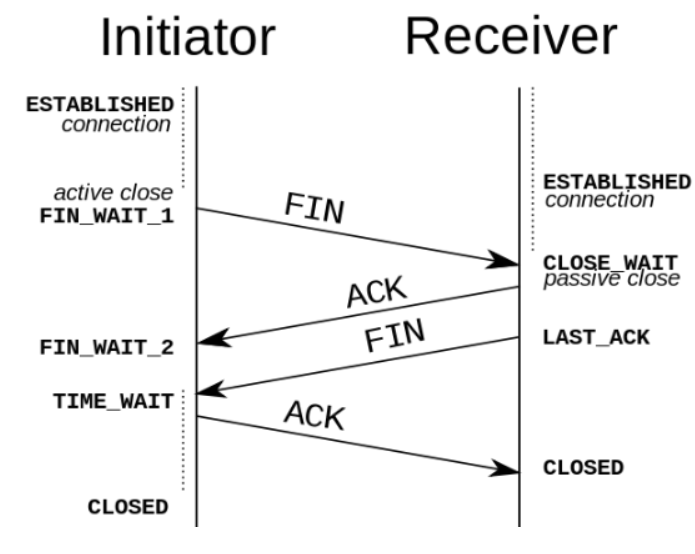 Initiator
Receiver
ESTABLISHED
connection
ESTABLISHED
connection
active close
FIN_WAIT_1
FIN
CLOSE_WAIT
passive close
ACK
FIN_WAIT_2
FIN
LAST_ACK
TIME_WAIT
ACK
CLOSED
CLOSED